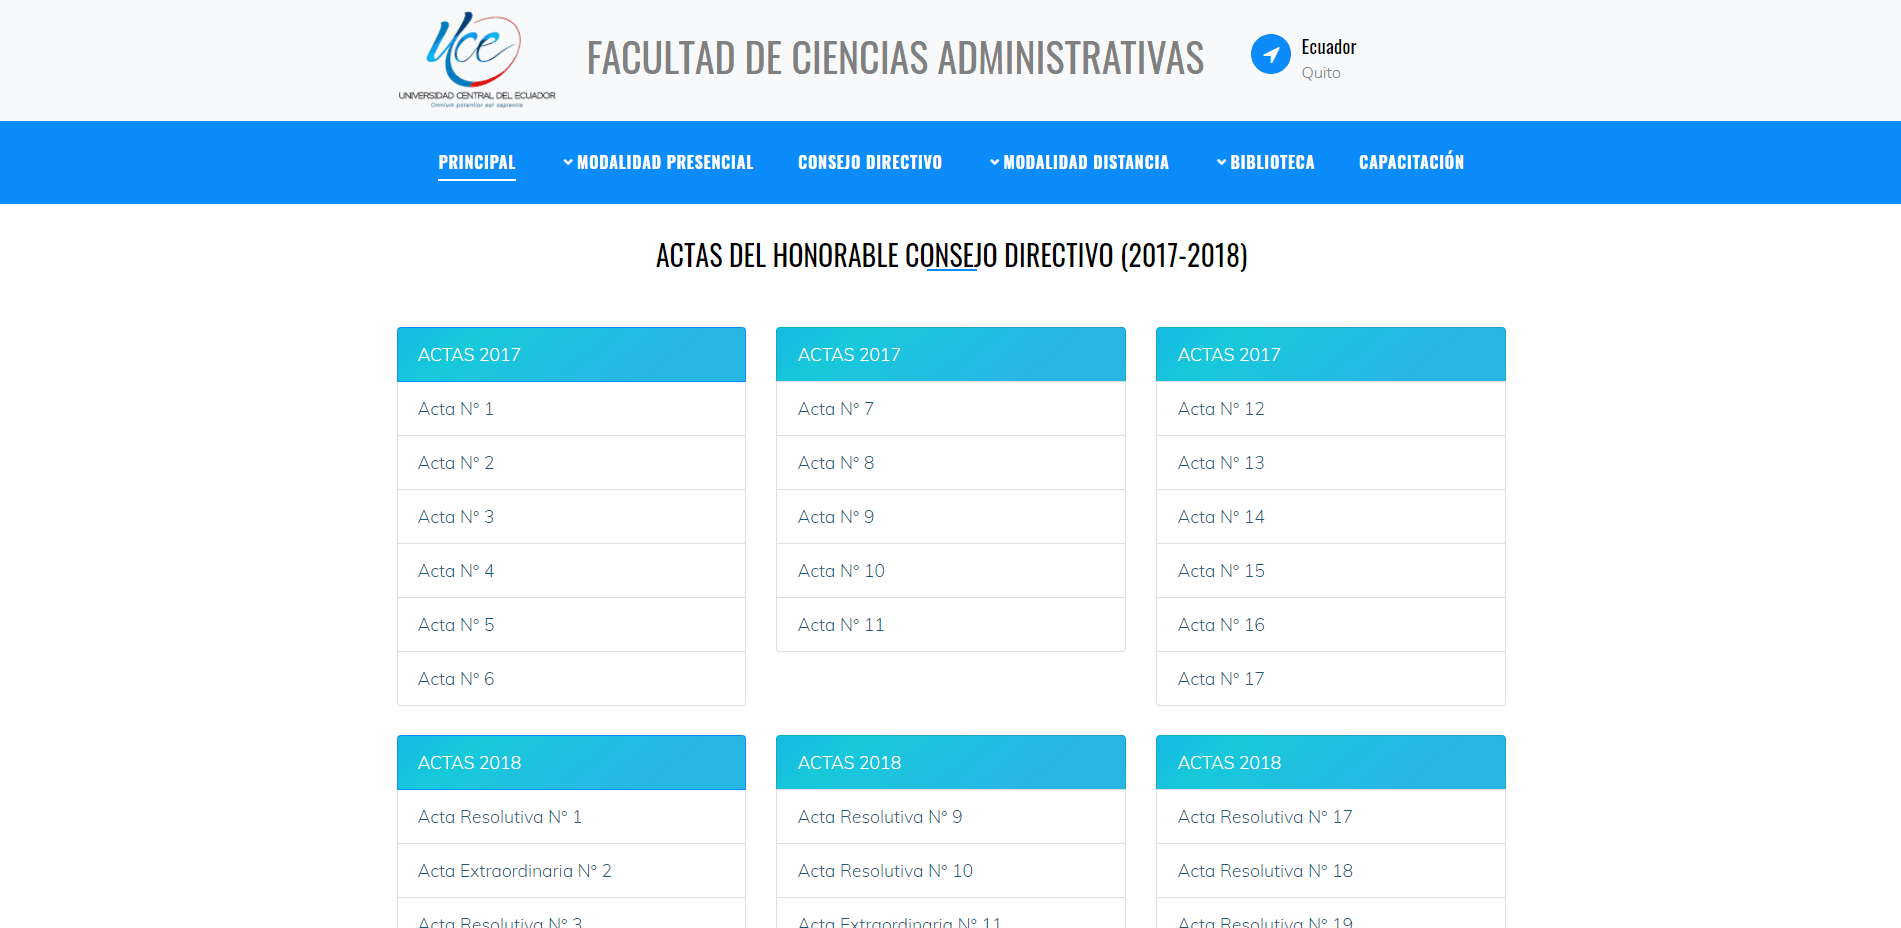 UNIVERSIDAD CENTRAL DEL ECUADOR
Omnium potentior est sapientia
FACULTAD DE CIENCIAS ADMINISTRATIVAS
Ecuador
Quito
PRINCIPAL
MODALIDAD PRESENCIAL
CONSEJO DIRECTIVO
MODALIDAD DISTANCIA
BIBLIOTECA
CAPACITACIÓN
ACTAS DEL HONORABLE CONSEJO DIRECTIVO (2017-2018)
ACTAS 2017
Acta N° 1
Acta N° 2
Acta N° 3
Acta N° 4
Acta N° 5
Acta N° 6
ACTAS 2017
Acta N° 7
Acta N° 8
Acta N° 9
Acta N° 10
Acta N° 11
ACTAS 2017
Acta N° 12
Acta N° 13
Acta N° 14
Acta N° 15
Acta N° 16
Acta N° 17
ACTAS 2018
Acta Resolutiva N° 1
Acta Extraordinaria N° 2
Acta Resolutiva N° 3
ACTAS 2018
Acta Resolutiva N° 9
Acta Resolutiva N° 10
Acta Extraordinaria N° 11
ACTAS 2018
Acta Resolutiva N° 17
Acta Resolutiva N° 18
Acta Resolutiva N° 19